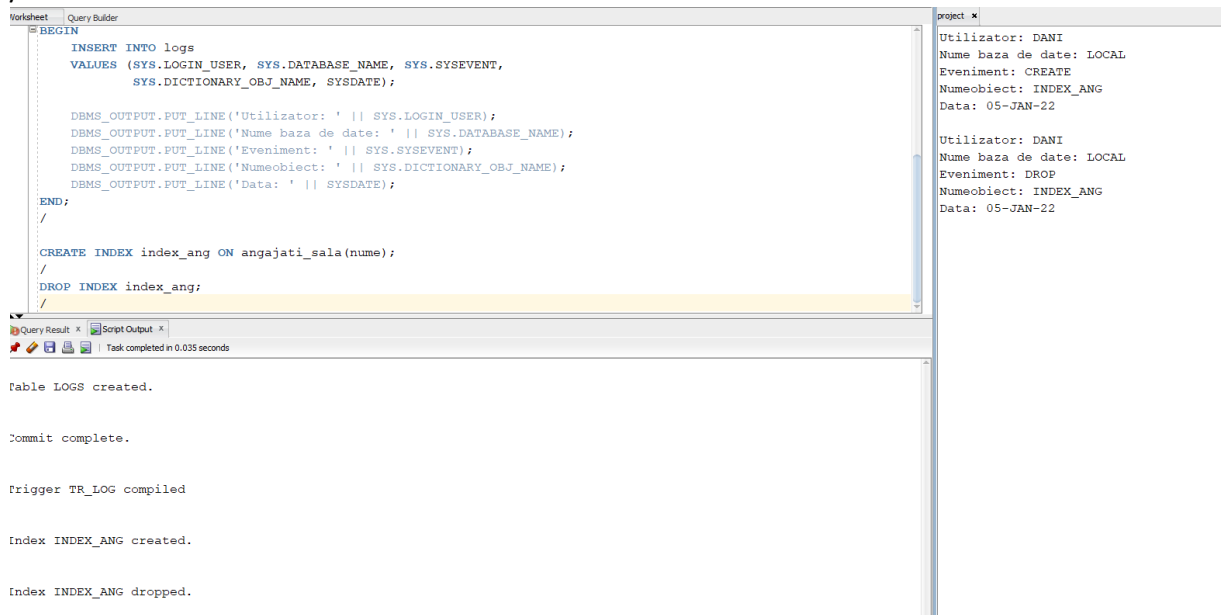 Worksheet Query Builder
BEGIN
INSERT INTO logs
VALUES (SYS.LOGIN_USER, SYS.DATABASE_NAME, SYS.SYSEVENT,
SYS.DICTIONARY_OBJ_NAME, SYSDATE);
DBMS_OUTPUT.PUT_LINE('Utilizator: ' || SYS.LOGIN_USER);
DBMS_OUTPUT.PUT_LINE('Nume baza de date: ' || SYS.DATABASE_NAME);
DBMS_OUTPUT.PUT_LINE('Eveniment: ' || SYS.SYSEVENT);
DBMS_OUTPUT.PUT_LINE('Numeobiect: ' || SYS.DICTIONARY_OBJ_NAME);
DBMS_OUTPUT.PUT_LINE('Data: ' || SYSDATE);
END;
/
CREATE INDEX index_ang ON angajati_sala(nume);
/
DROP INDEX index_ang;
/
Query Result x Script Output x
Task completed in 0.035 seconds
Table LOGS created.
Commit complete.
Trigger TR_LOG compiled
Index INDEX_ANG created.
Index INDEX_ANG dropped.
project x
Utilizator: DANI
Nume baza de date: LOCAL
Eveniment: CREATE
Numeobiect: INDEX_ANG
Data: 05-JAN-22
Utilizator: DANI
Nume baza de date: LOCAL
Eveniment: DROP
Numeobiect: INDEX_ANG
Data: 05-JAN-22